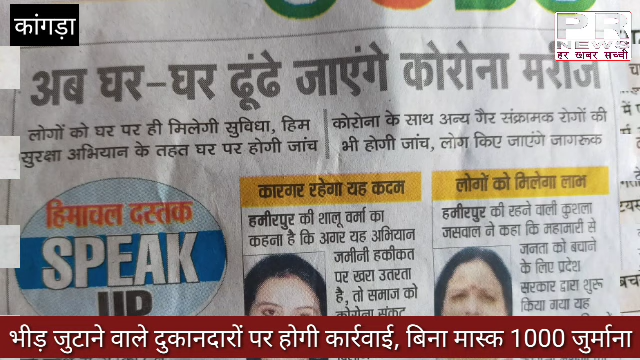 कांगड़ा
PR
NEWS
हर खबर सच्ची
अब घर-घर ढूंढे जाएंगे कोरोना मरीज
लोगों को घर पर ही मिलेगी सुविधा, हिम
सुरक्षा अभियान के तहत घर पर होगी जांच
कोरोना के साथ अन्य गैर संक्रामक रोगों की
भी होगी जांच, लोग किए जाएंगे जागरूक
हिमाचल दस्तक
SPEAK
UP
कारगर रहेगा यह कदम
हमीरपुर की शालू वर्मा का
कहना है कि अगर यह अभियान
जमीनी हकीकत
पर खरा उतरता
है, तो समाज को
कोरोना संकट
लोगों को मिलेगा लाभ
हमीरपुर की रहने वाली कुशला
जसवाल ने कहा कि महामारी से
जनता को बचाने
के लिए प्रदेश
सरकार द्वारा शुरू
किया गया यह
भीड़ जुटाने वाले दुकानदारों पर होगी कार्रवाई, बिना मास्क 1000 जुर्माना